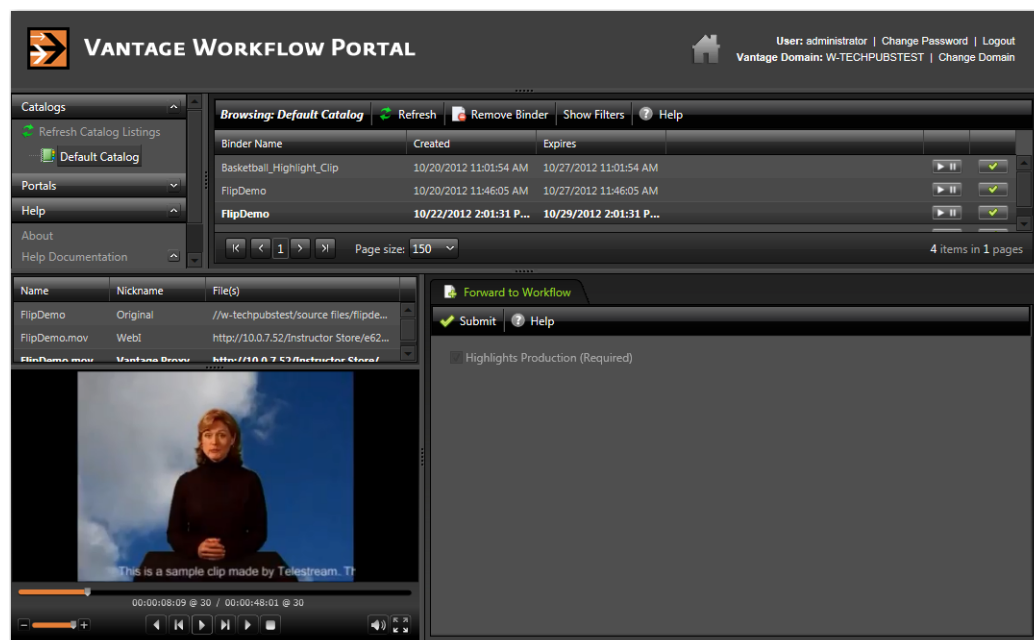 VANTAGE WORKFLOW PORTAL
User: administrator | Change Password | Logout
Vantage Domain: W-TECHPUBSTEST | Change Domain
Catalogs
Refresh Catalog Listings
Default Catalog
Portals
Help
About
Help Documentation
Browsing: Default Catalog Refresh Remove Binder Show Filters Help
Binder Name Created Expires
Basketball_Highlight_Clip 10/20/2012 11:01:54 AM 10/27/2012 11:01:54 AM
FlipDemo 10/20/2012 11:46:05 AM 10/27/2012 11:46:05 AM
FlipDemo 10/22/2012 2:01:31 P... 10/29/2012 2:01:31 P...
1 Page size: 150 4 items in 1 pages
Name Nickname File(s)
FlipDemo Original //w-techpubstest/source files/flipde...
FlipDemo.mov WebI http://10.0.7.52/Instructor Store/e62...
FlipDemo.mov Vantage Proxy http://10.0.7.52/Instructor Store/
This is a sample clip made by Telestream. Th
00:00:08:09 @ 30 / 00:00:48:01 @ 30
Forward to Workflow
Submit Help
Highlights Production (Required)